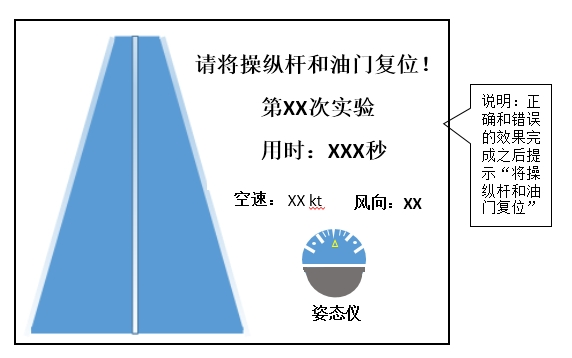 请将操纵杆和油门复位！
第XX次实验
用时：XXX秒
空速： XX kt 风向：XX
姿态仪
说明：正
确和错误
的效果完
成之后提
示“将操
纵杆和油
门复位”